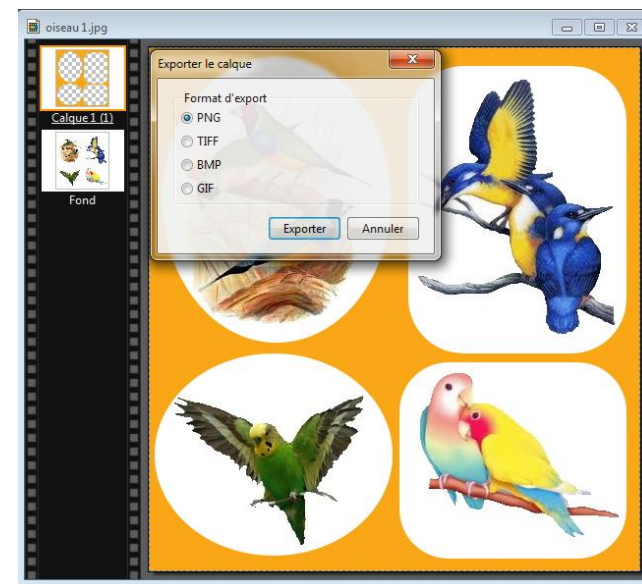 oiseau 1.jpg
Exporter le calque
Format d'export
PNG
TIFF
BMP
GIF
Exporter
Annuler
Calque 1 (1)
Fond